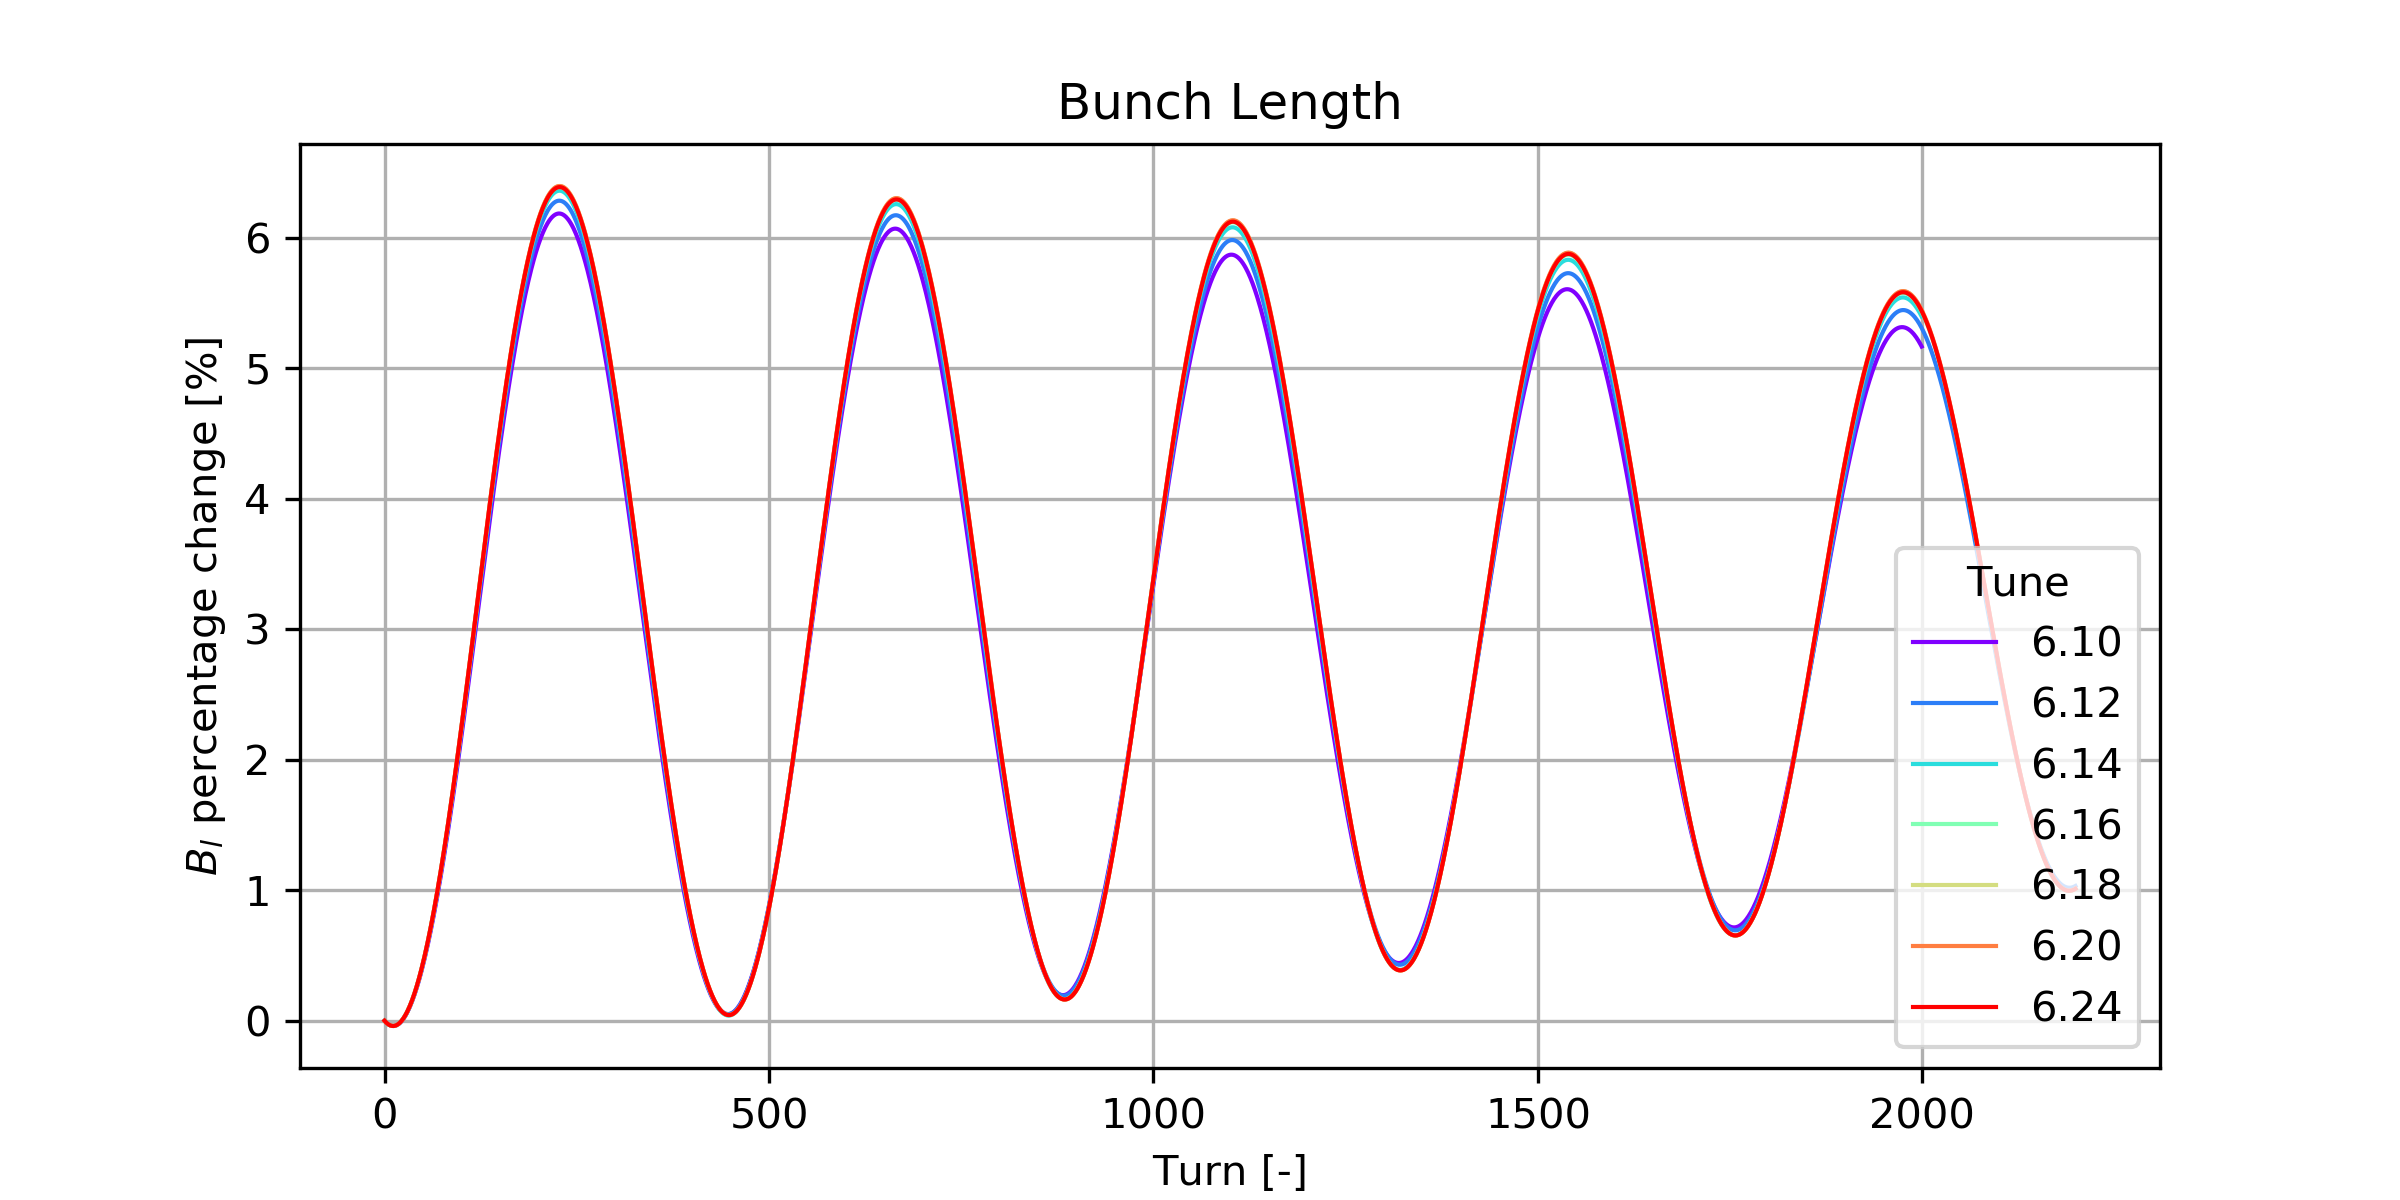 Bunch Length
B_l percentage change [%]
6
5
4
3
2
1
0
0 500 1000 1500 2000
Turn [-]
Tune
6.10
6.12
6.14
6.16
6.18
6.20
6.24